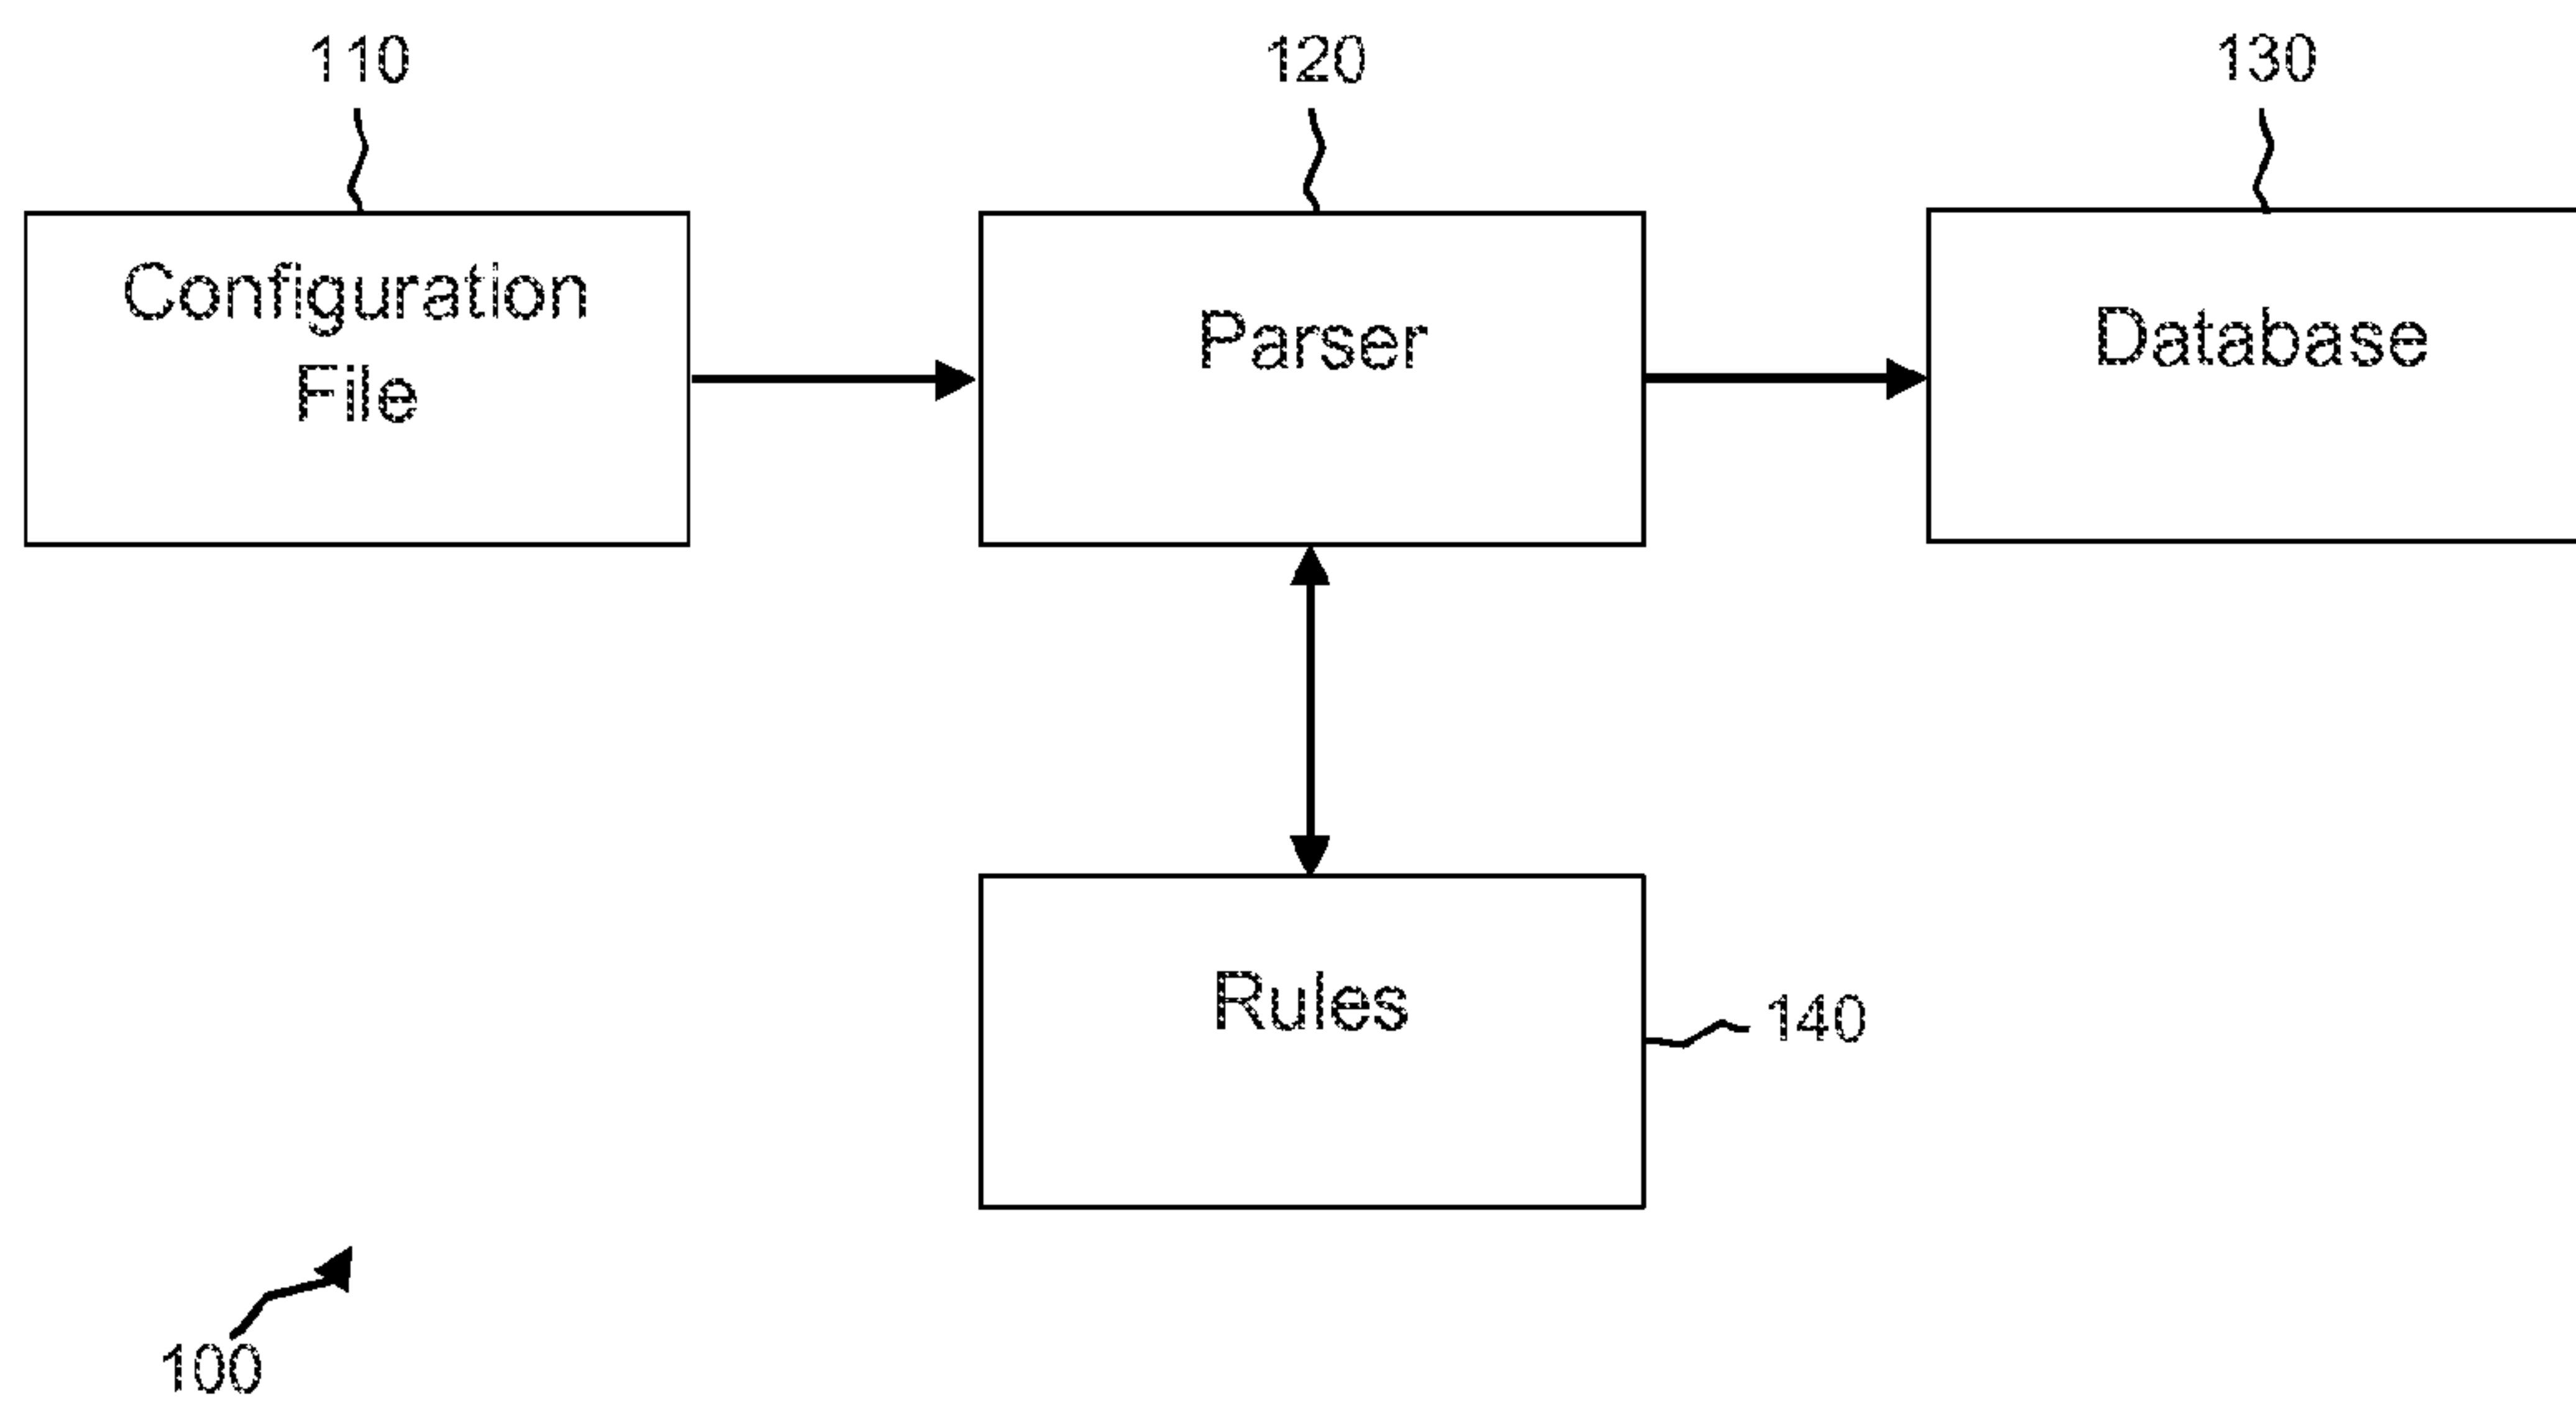 110
120
130
Configuration
File
Parser
Database
Rules
140
100